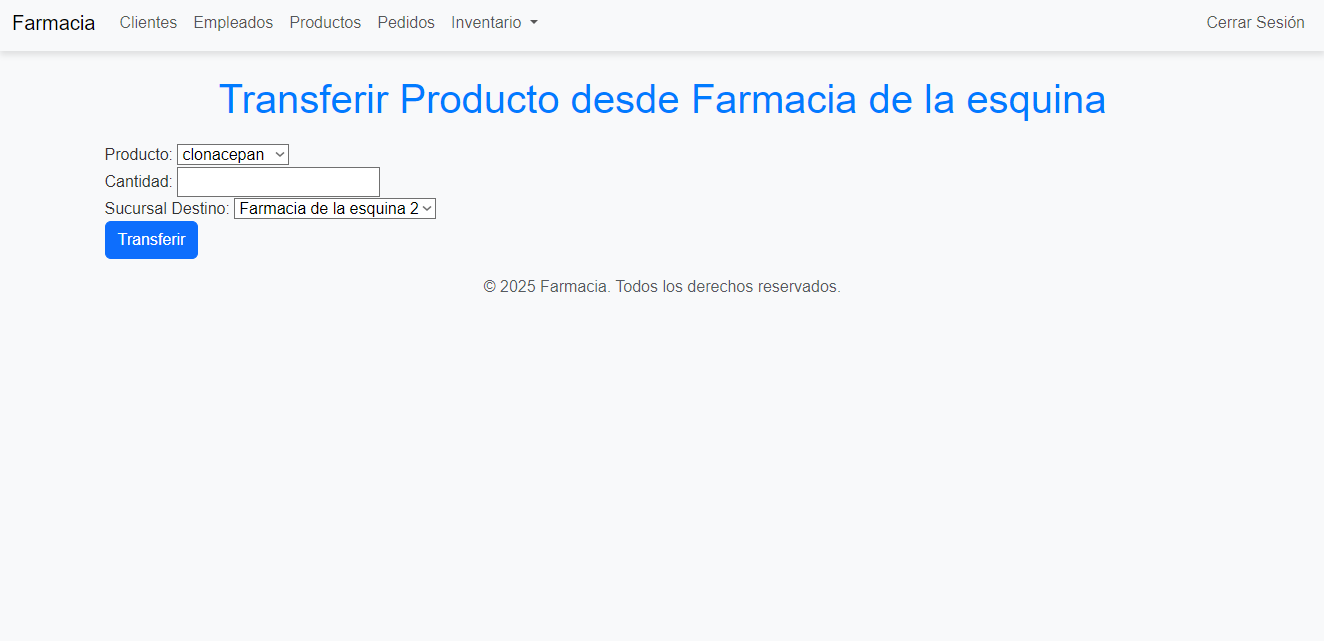 Farmacia Clientes Empleados Productos Pedidos Inventario Cerrar Sesión
Transferir Producto desde Farmacia de la esquina
Producto: clonacepan
Cantidad:
Sucursal Destino: Farmacia de la esquina 2
Transferir
© 2025 Farmacia. Todos los derechos reservados.